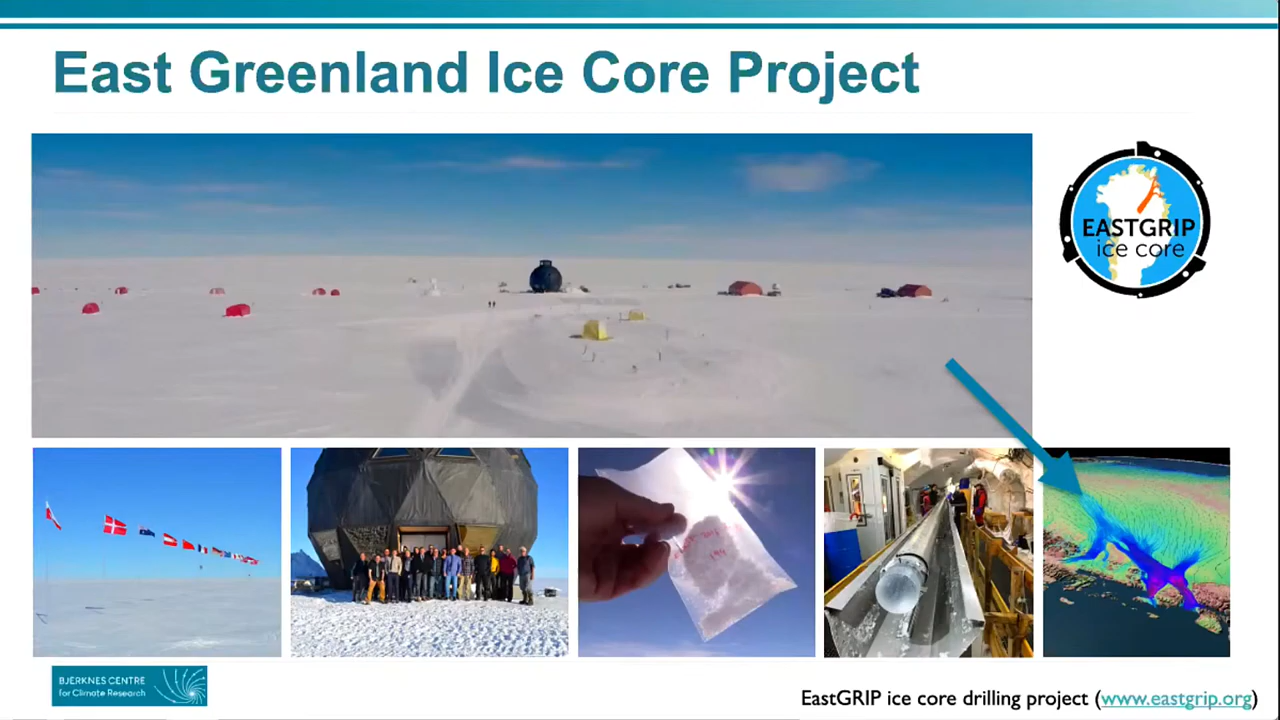 East Greenland Ice Core Project
EASTGRIP
ice core
BJERKNES CENTRE
for Climate Research
EastGRIP ice core drilling project (www.eastgrip.org)